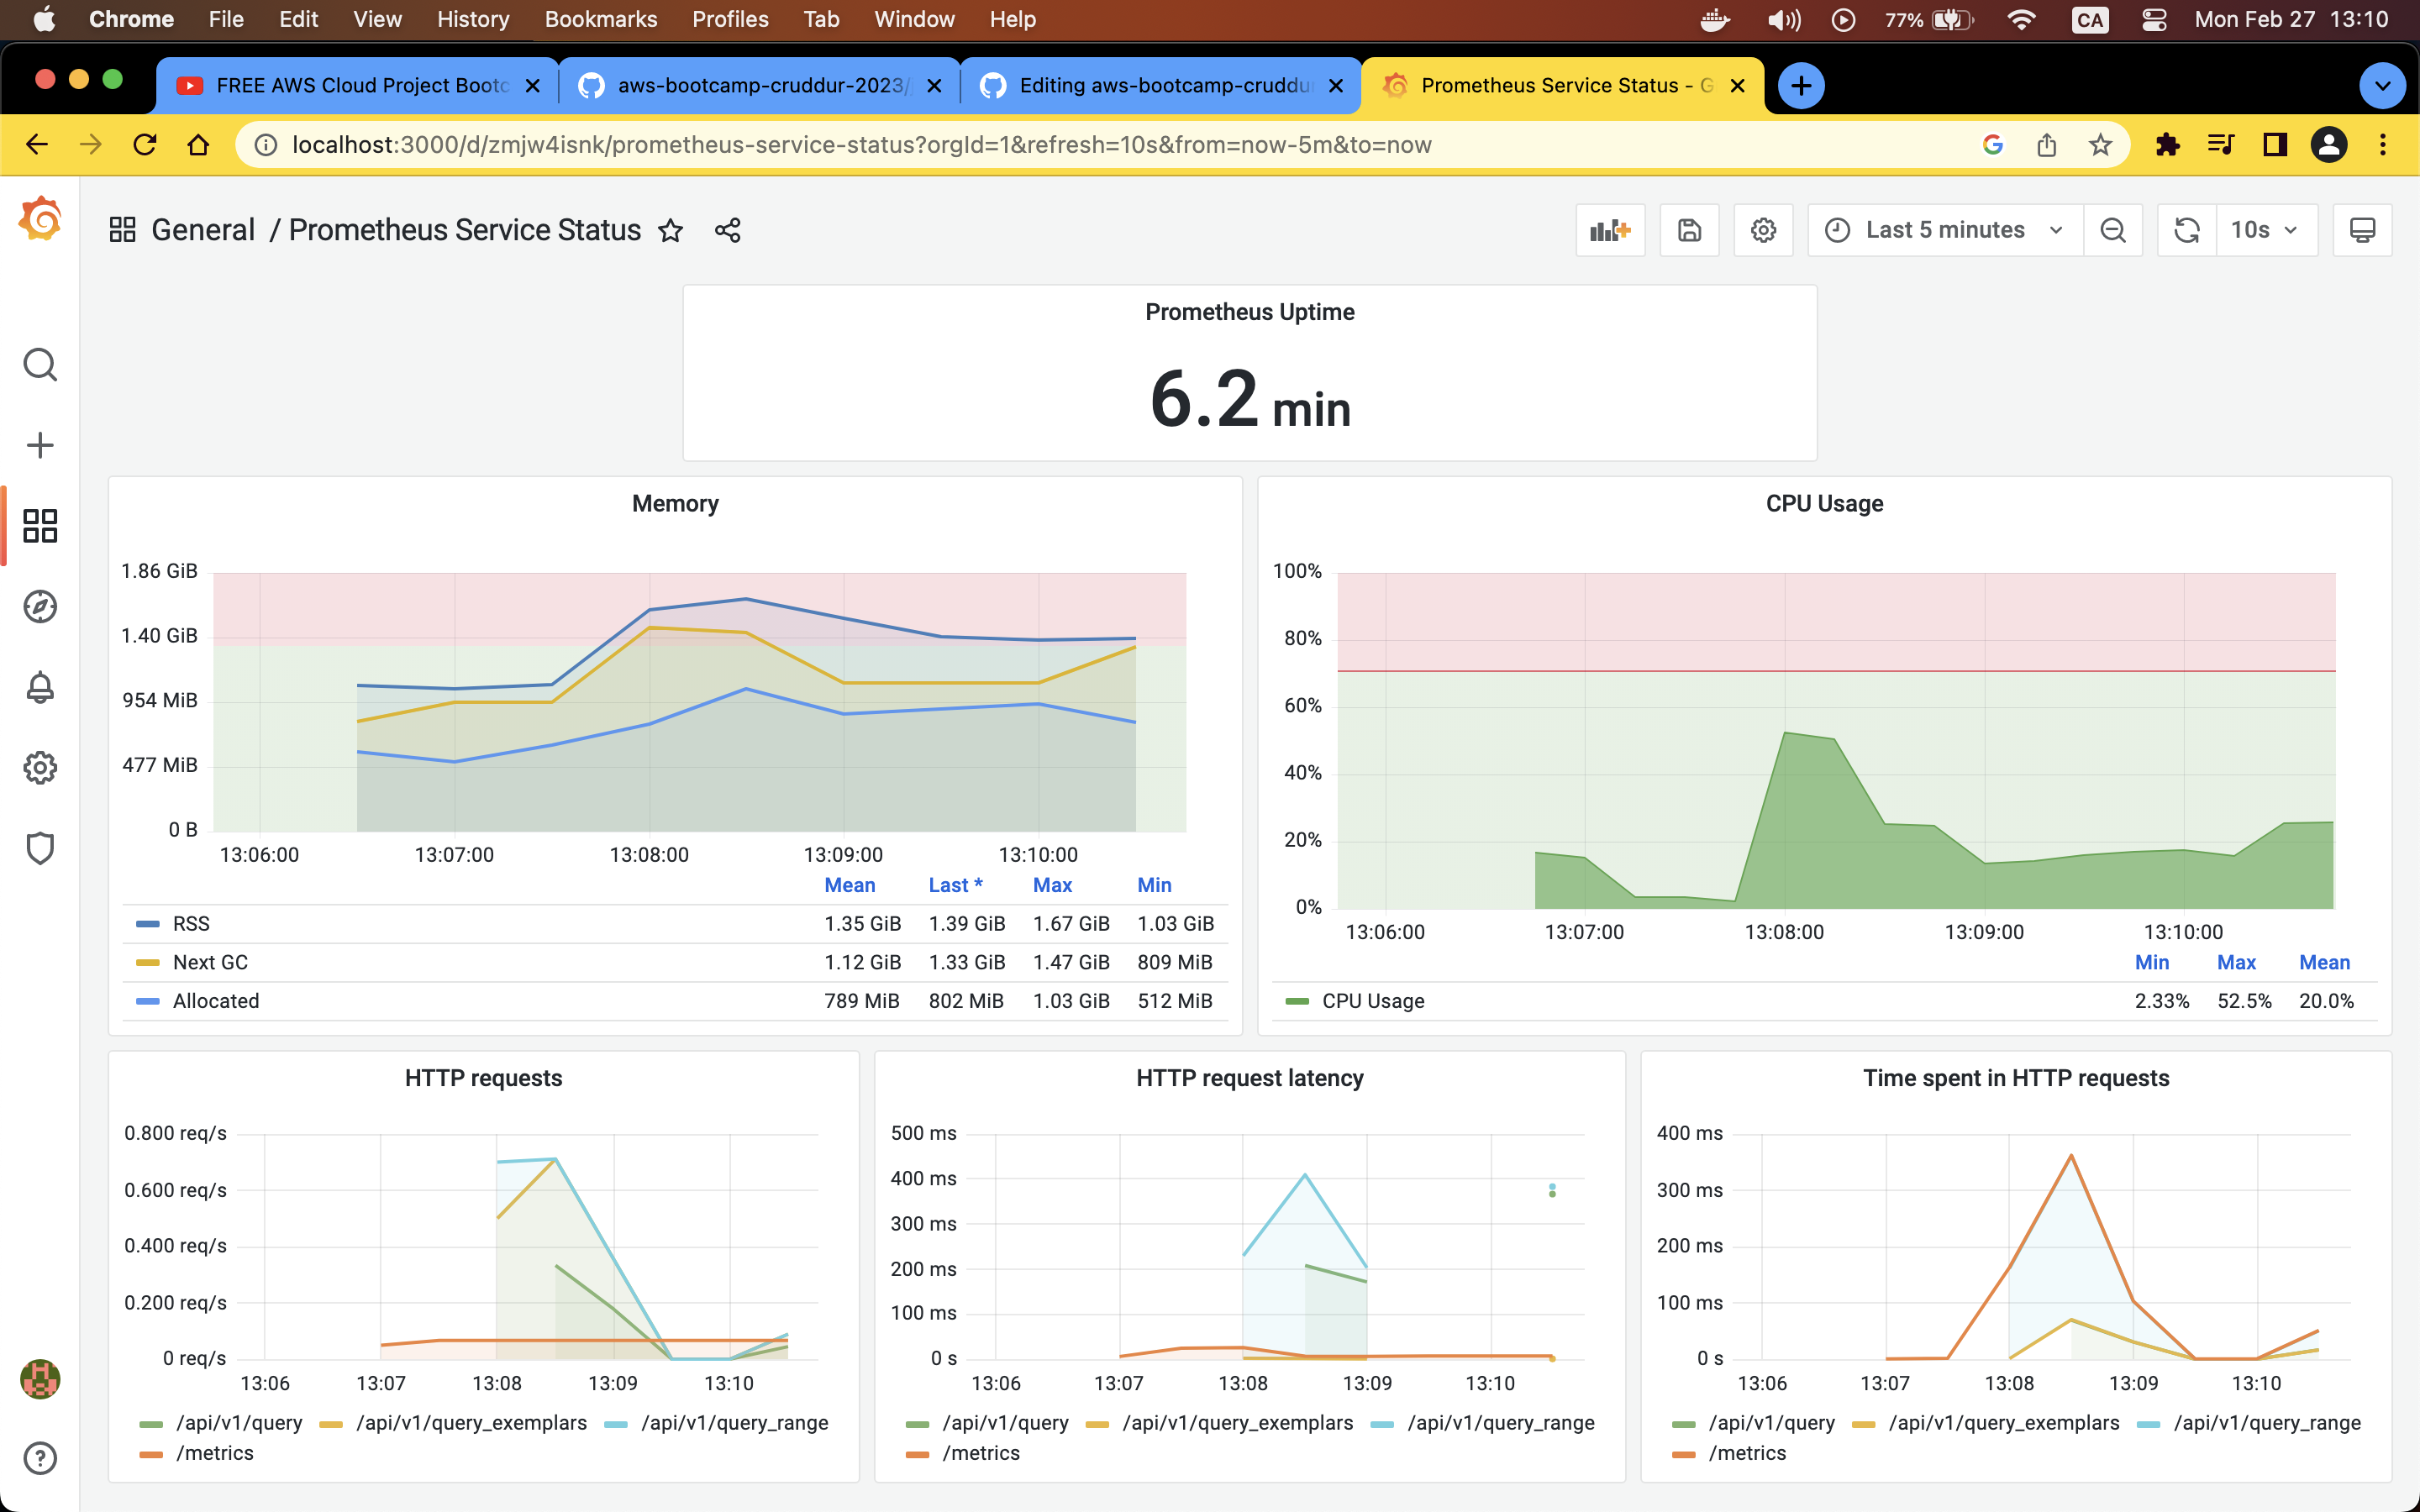 Chrome File Edit View History Bookmarks Profiles Tab Window Help 77% CA Mon Feb 27 13:10
FREE AWS Cloud Project Bootc aws-bootcamp-cruddur-2023/ Editing aws-bootcamp-cruddu Prometheus Service Status - G
localhost:3000/d/zmjw4isnk/prometheus-service-status?orgId=1&refresh=10s&from=now-5m&to=now
General / Prometheus Service Status Last 5 minutes 10s
Prometheus Uptime
6.2 min
Memory
1.86 GiB
1.40 GiB
954 MiB
477 MiB
0 B
13:06:00 13:07:00 13:08:00 13:09:00 13:10:00
Mean Last * Max Min
RSS 1.35 GiB 1.39 GiB 1.67 GiB 1.03 GiB
Next GC 1.12 GiB 1.33 GiB 1.47 GiB 809 MiB
Allocated 789 MiB 802 MiB 1.03 GiB 512 MiB
CPU Usage
100%
80%
60%
40%
20%
0%
13:06:00 13:07:00 13:08:00 13:09:00 13:10:00
Min Max Mean
CPU Usage 2.33% 52.5% 20.0%
HTTP requests
0.800 req/s
0.600 req/s
0.400 req/s
0.200 req/s
0 req/s
13:06 13:07 13:08 13:09 13:10
/api/v1/query /api/v1/query_exemplars /api/v1/query_range
/metrics
HTTP request latency
500 ms
400 ms
300 ms
200 ms
100 ms
0 s
13:06 13:07 13:08 13:09 13:10
/api/v1/query /api/v1/query_exemplars /api/v1/query_range
/metrics
Time spent in HTTP requests
400 ms
300 ms
200 ms
100 ms
0 s
13:06 13:07 13:08 13:09 13:10
/api/v1/query /api/v1/query_exemplars /api/v1/query_range
/metrics